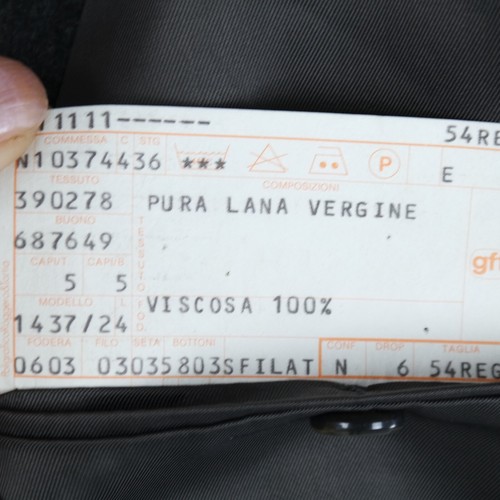 11111------ 54RE
COMMESSA C STG
N10374436 *** P E
TESSUTO COMPOSIZIONI
390278 PURA LANA VERGINE
BUONO
687649 gf
CAPI/T CAPI/B
5 5
MODELLO L VISCOSA 100%
1437/24
FODERA FILO SETA BOTTONI CONF. DROP TAGLIA
0603 03035803SFILAT N 6 54REG